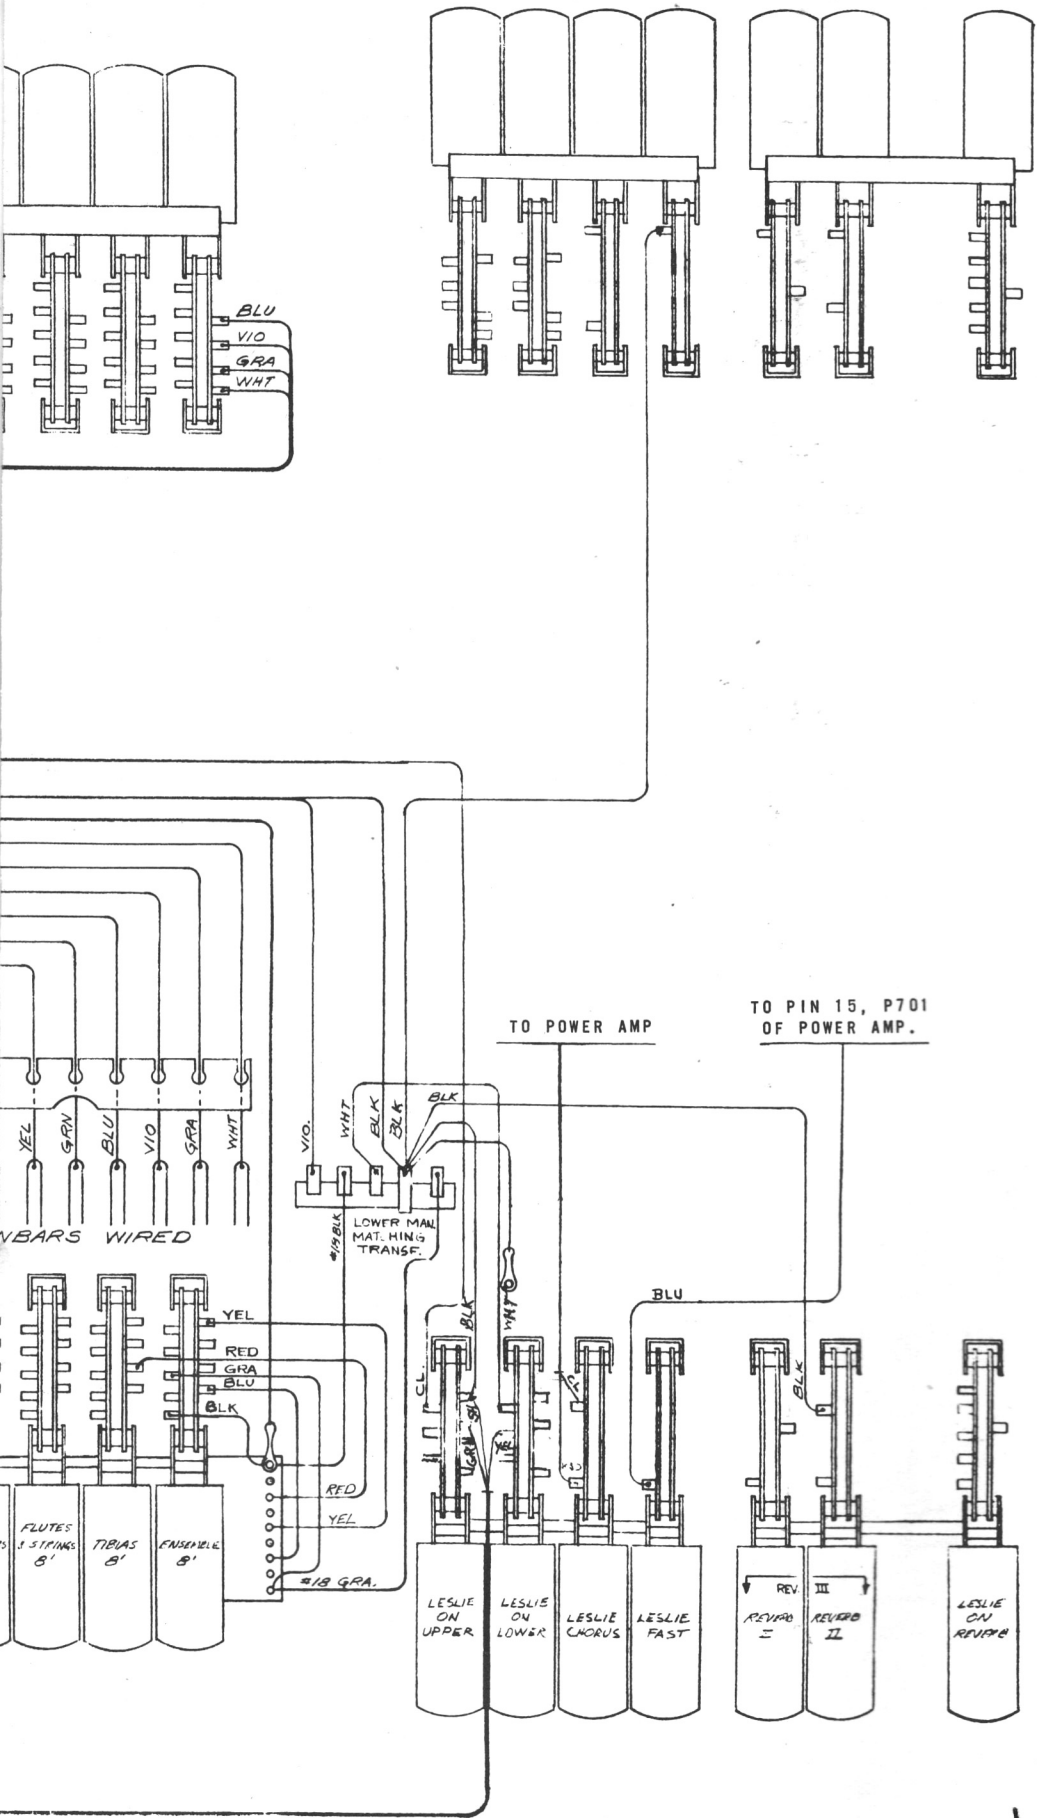 BLU
VIO
GRA
WHT
TO POWER AMP
TO PIN 15, P701
OF POWER AMP.
YEL
GRN
BLU
VIO
GRA
WHT
VIO.
WHT
BLK
BLK
BLK
WBARS WIRED
#18 BLK
LOWER MAN.
MAT HING
TRANSF.
BLU
YEL
RED
GRA
BLU
BLK
CL.
BLK
WHT
BLK
GRN
YEL
BLK
RED
YEL
#18 GRA.
FLUTES
STRINGS
8'
TIBIAS
8'
ENSEMBLE
8'
LESLIE
ON
UPPER
LESLIE
ON
LOWER
LESLIE
CHORUS
LESLIE
FAST
REV. III
REVERB
I
REVERB
II
LESLIE
ON
REVERB